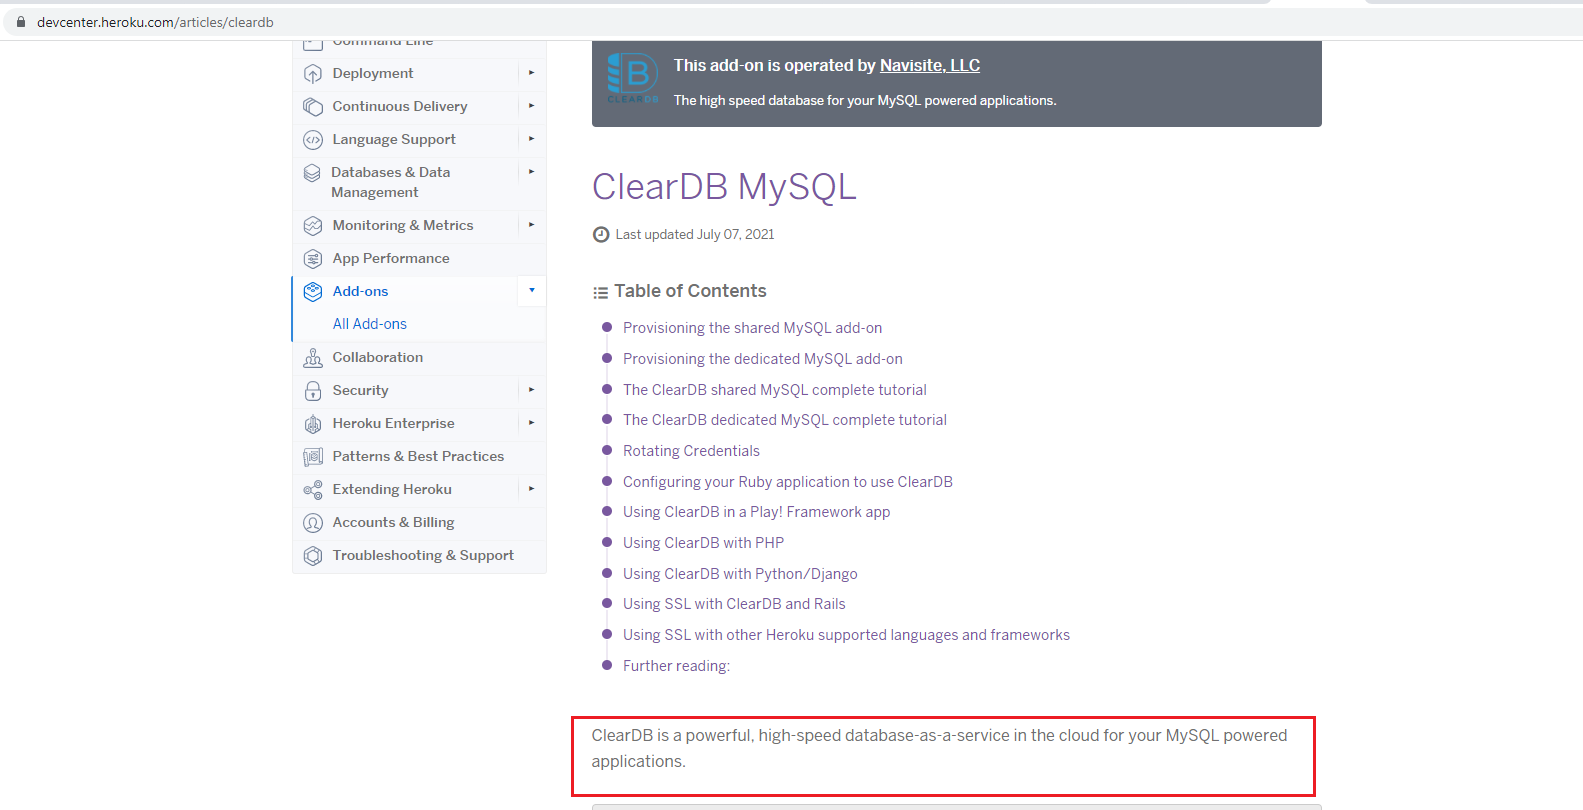 devcenter.heroku.com/articles/cleardb
Command Line
Deployment
Continuous Delivery
Language Support
Databases & Data
Management
Monitoring & Metrics
App Performance
Add-ons
All Add-ons
Collaboration
Security
Heroku Enterprise
Patterns & Best Practices
Extending Heroku
Accounts & Billing
Troubleshooting & Support
B
CLEARDB
This add-on is operated by Navisite, LLC
The high speed database for your MySQL powered applications.
ClearDB MySQL
Last updated July 07, 2021
Table of Contents
Provisioning the shared MySQL add-on
Provisioning the dedicated MySQL add-on
The ClearDB shared MySQL complete tutorial
The ClearDB dedicated MySQL complete tutorial
Rotating Credentials
Configuring your Ruby application to use ClearDB
Using ClearDB in a Play! Framework app
Using ClearDB with PHP
Using ClearDB with Python/Django
Using SSL with ClearDB and Rails
Using SSL with other Heroku supported languages and frameworks
Further reading:
ClearDB is a powerful, high-speed database-as-a-service in the cloud for your MySQL powered
applications.